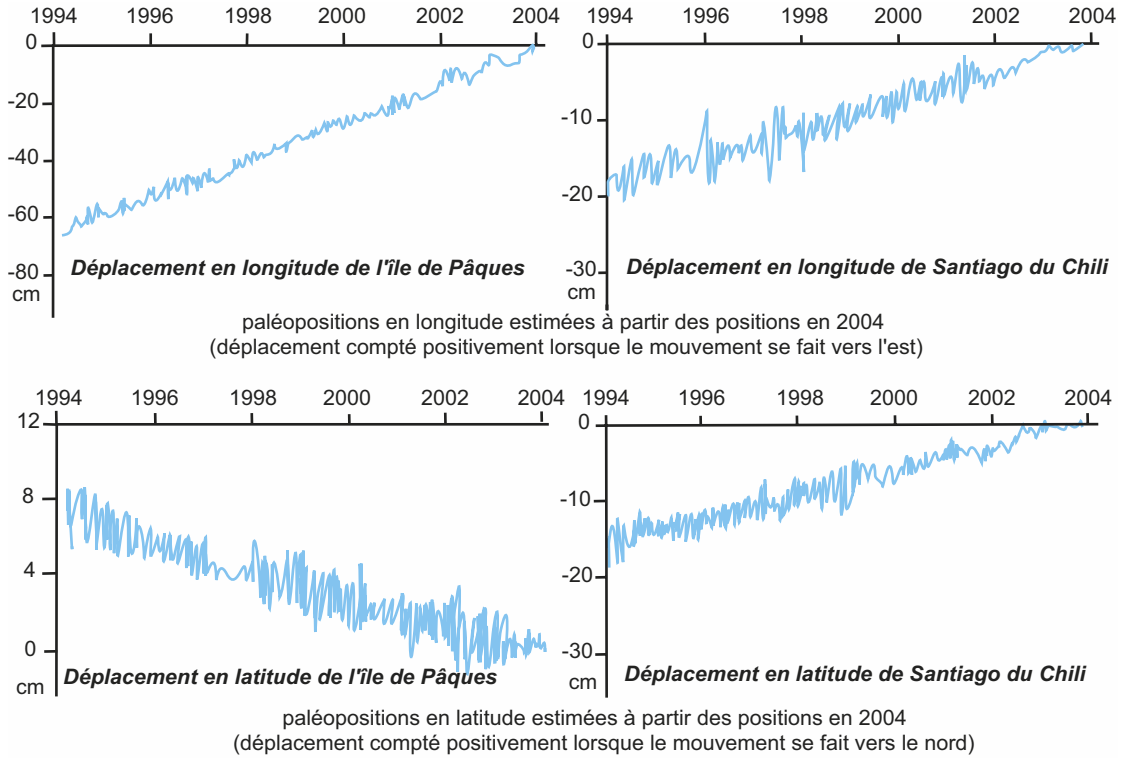 1994 1996 1998 2000 2002 2004
0
-20
-40
-60
-80
cm
Déplacement en longitude de l'île de Pâques
1994 1996 1998 2000 2002 2004
0
-10
-20
-30
cm
Déplacement en longitude de Santiago du Chili
paléopositions en longitude estimées à partir des positions en 2004
(déplacement compté positivement lorsque le mouvement se fait vers l'est)
1994 1996 1998 2000 2002 2004
12
8
4
0
cm
Déplacement en latitude de l'île de Pâques
1994 1996 1998 2000 2002 2004
0
-10
-20
-30
cm
Déplacement en latitude de Santiago du Chili
paléopositions en latitude estimées à partir des positions en 2004
(déplacement compté positivement lorsque le mouvement se fait vers le nord)